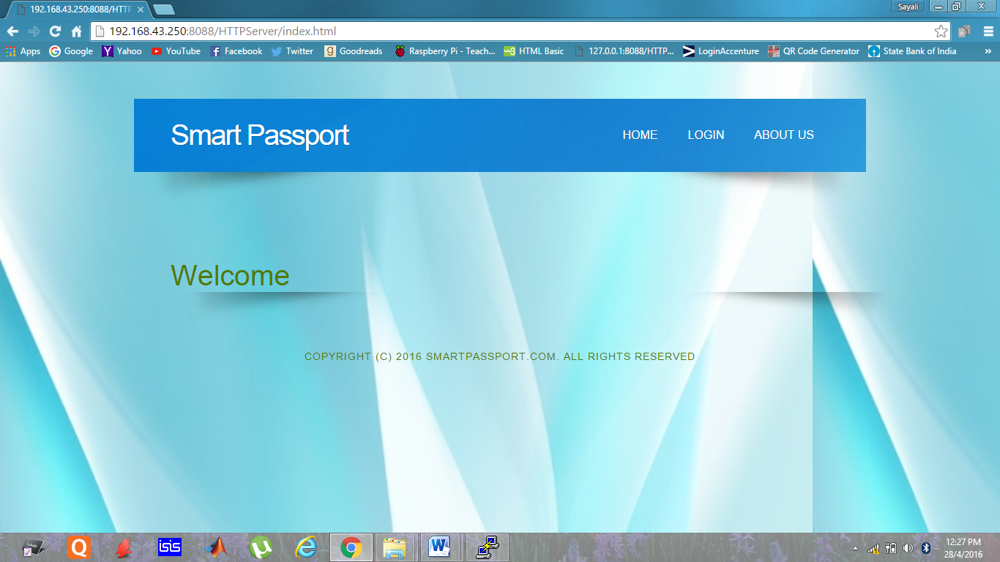 192.168.43.250:8088/HTTP
Sayali
192.168.43.250:8088/HTTPServer/index.html
Apps Google Yahoo YouTube Facebook Twitter Goodreads Raspberry Pi - Teach... HTML Basic 127.0.0.1:8088/HTTP... LoginAccenture QR Code Generator State Bank of India »
Smart Passport HOME LOGIN ABOUT US
Welcome
COPYRIGHT (C) 2016 SMARTPASSPORT.COM. ALL RIGHTS RESERVED
isis
12:27 PM
28/4/2016